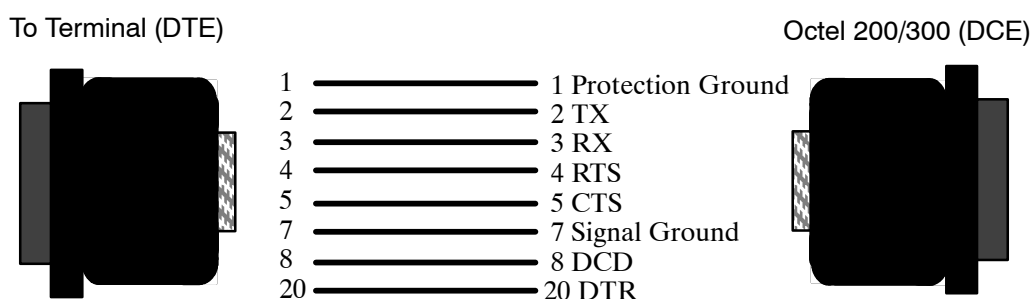 To Terminal (DTE)
Octel 200/300 (DCE)
1 1 Protection Ground
2 2 TX
3 3 RX
4 4 RTS
5 5 CTS
7 7 Signal Ground
8 8 DCD
20 20 DTR